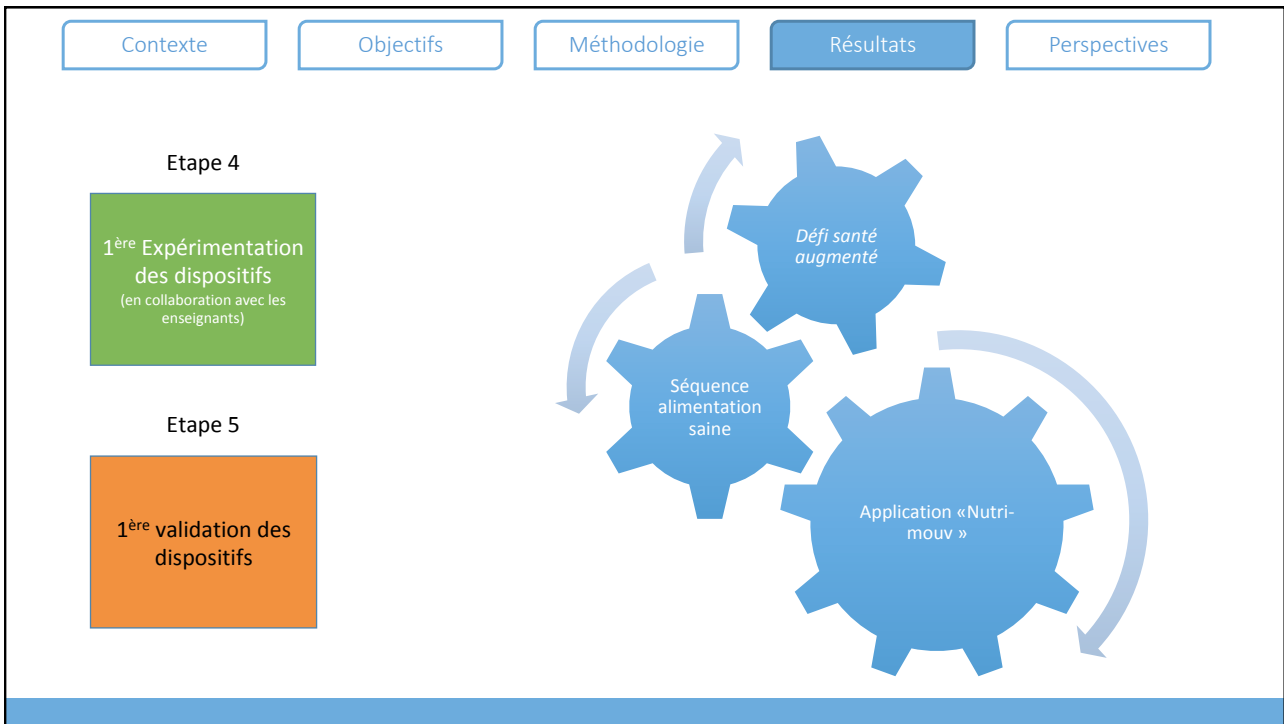 Contexte
Objectifs
Méthodologie
Résultats
Perspectives
Etape 4
1ère Expérimentation
des dispositifs
(en collaboration avec les
enseignants)
Etape 5
1ère validation des
dispositifs
Défi santé
augmenté
Séquence
alimentation
saine
Application «Nutri-
mouv »